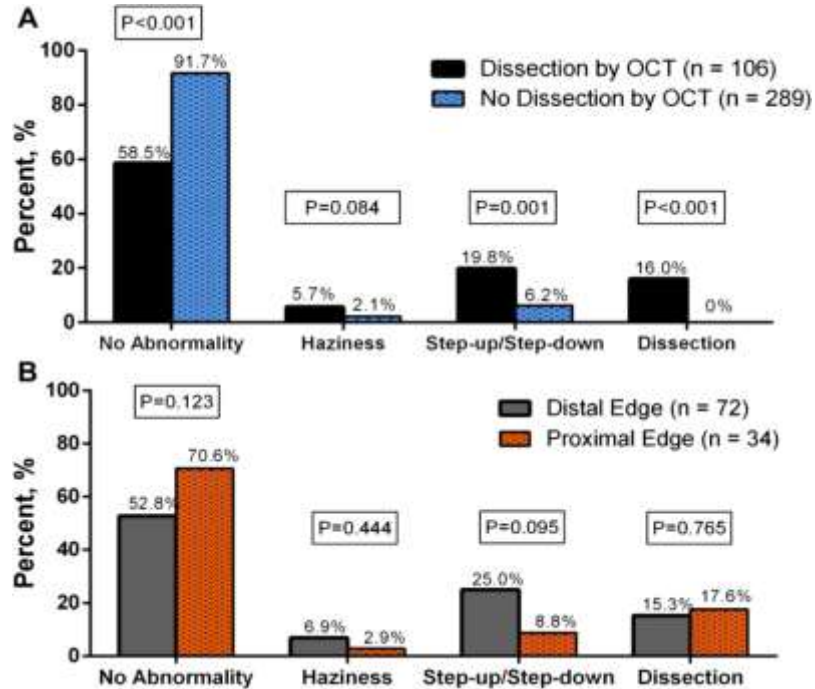 A
P<0.001
100
91.7%
Dissection by OCT (n = 106)
No Dissection by OCT (n = 289)
80
58.5%
60
Percent, %
P=0.084
P=0.001
P<0.001
40
19.8%
16.0%
20
5.7%
2.1%
6.2%
0%
0
No Abnormality
Haziness
Step-up/Step-down
Dissection
B
100
P=0.123
Distal Edge (n = 72)
Proximal Edge (n = 34)
80
70.6%
60
52.8%
Percent, %
P=0.444
P=0.095
P=0.765
40
25.0%
20
6.9%
2.9%
8.8%
15.3%
17.6%
0
No Abnormality
Haziness
Step-up/Step-down
Dissection